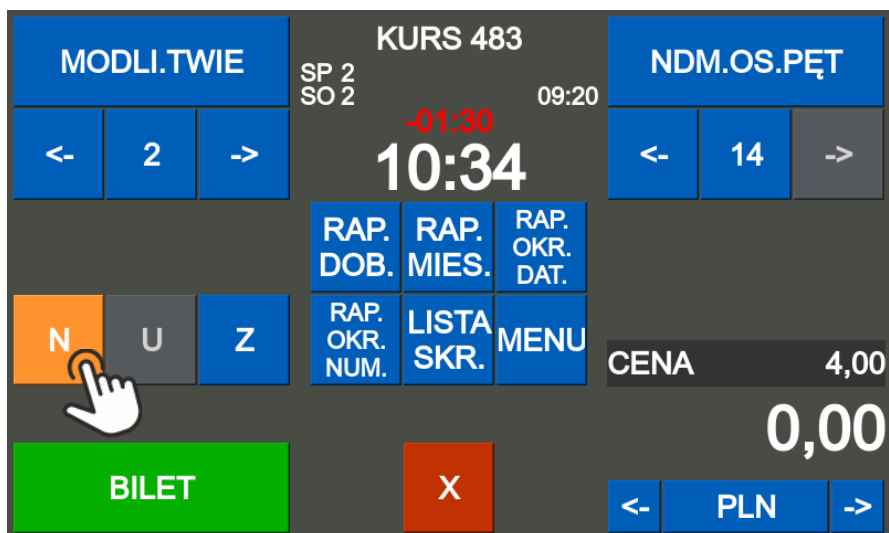 MODLI.TWIE
KURS 483
SP 2
SO 2
09:20
-01:30
10:34
NDM.OS.PĘT
<-
2
->
<-
14
->
RAP.
DOB.
RAP.
MIES.
RAP.
OKR.
DAT.
N
U
Z
RAP.
OKR.
NUM.
LISTA
SKR.
MENU
CENA 4,00
0,00
BILET
X
<-
PLN
->